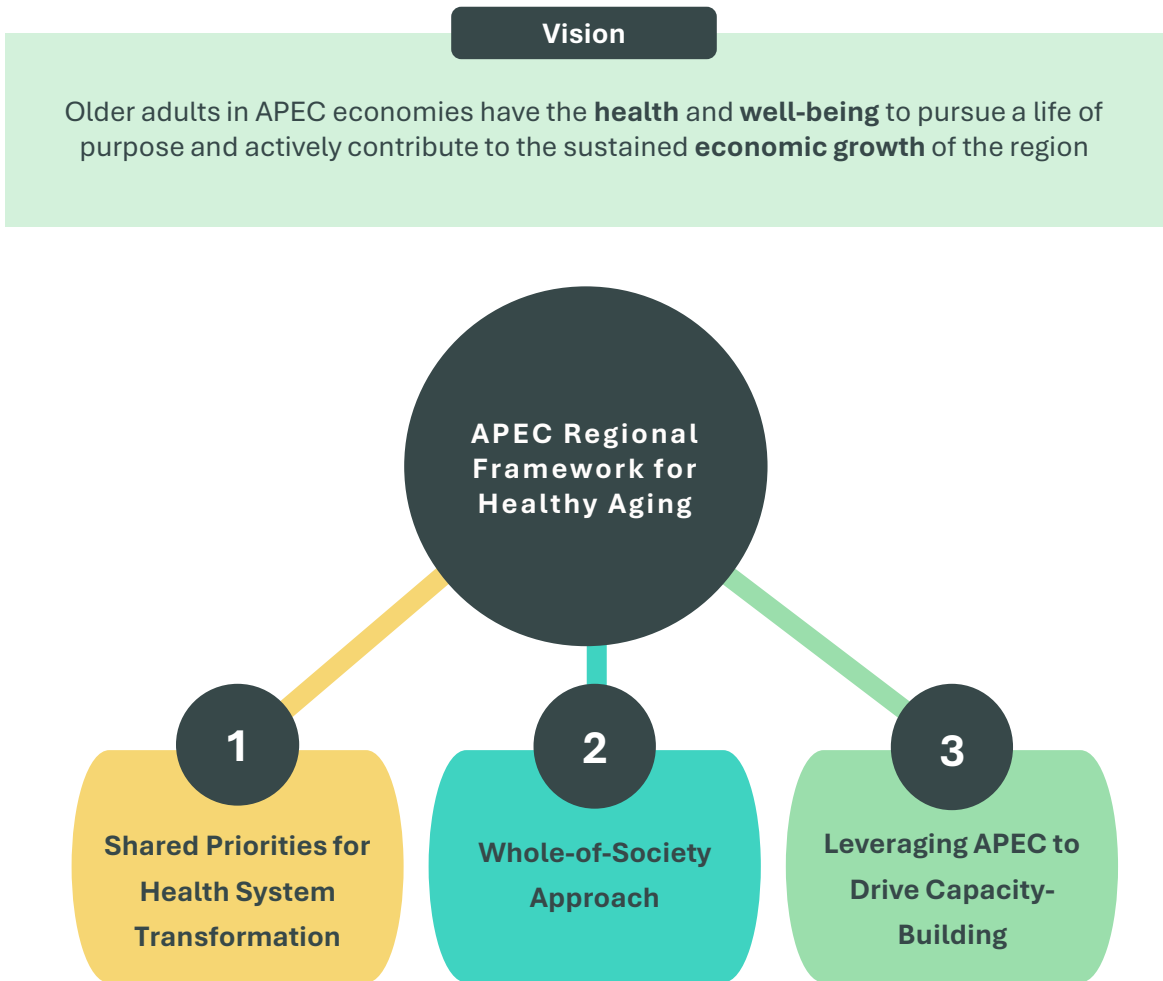 Vision
Older adults in APEC economies have the health and well-being to pursue a life of
purpose and actively contribute to the sustained economic growth of the region
APEC Regional
Framework for
Healthy Aging
1
Shared Priorities for
Health System
Transformation
2
Whole-of-Society
Approach
3
Leveraging APEC to
Drive Capacity-
Building